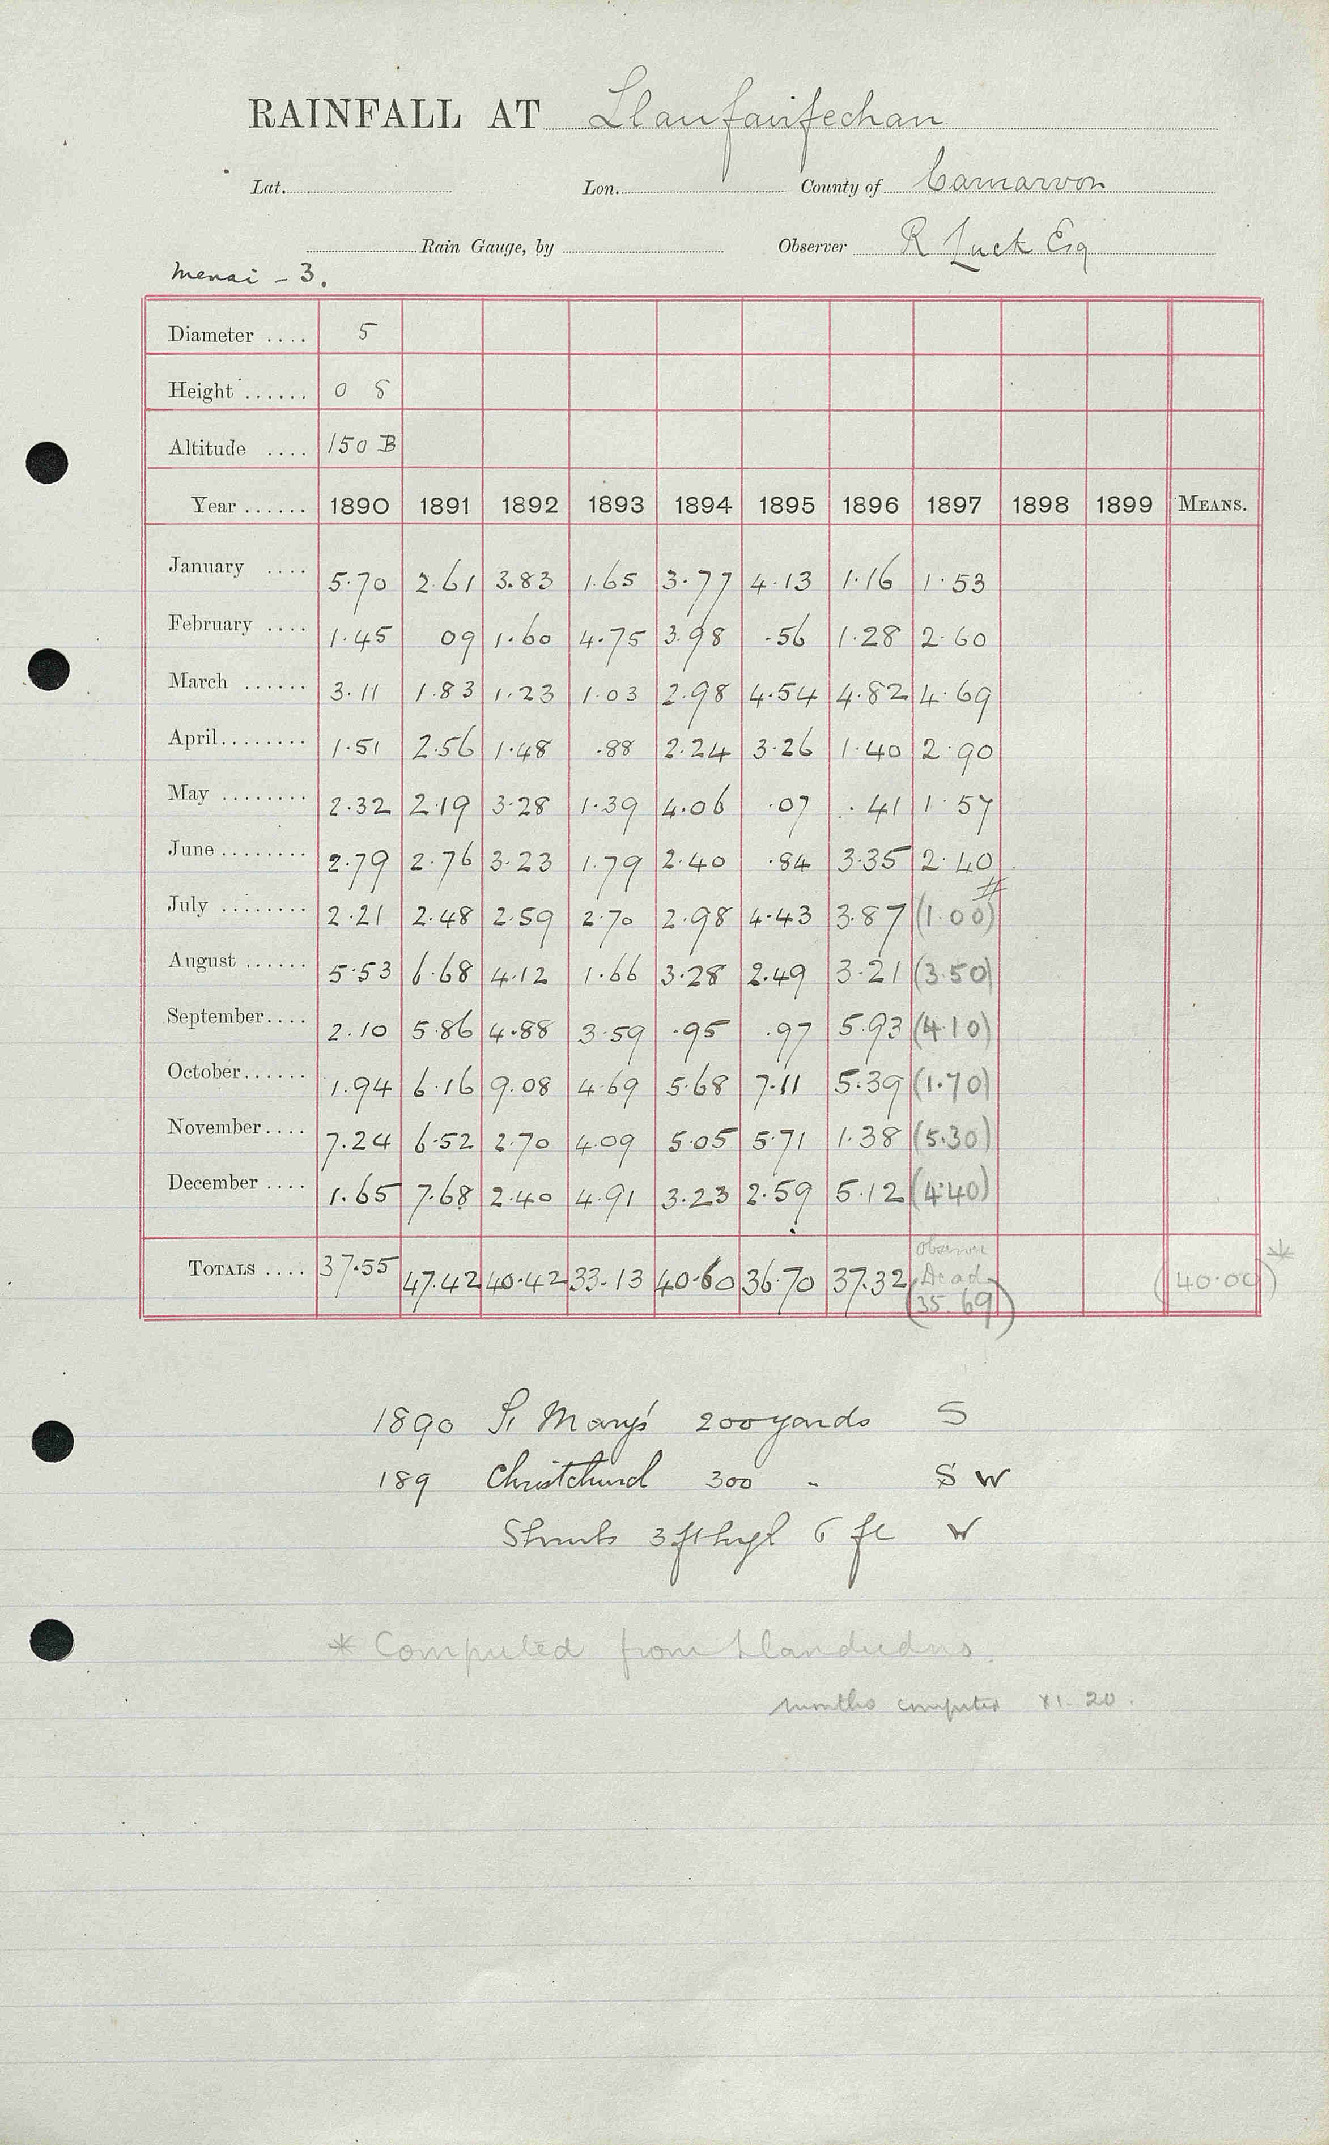 RAINFALL AT Llanfairfechan
Lat. Lon. County of Carnarvon
Rain Gauge, by Observer R Luck Esq
Menai - 3.
Diameter .... 5
Height ...... 0 8
Altitude .... 150 B
Year ...... 1890 1891 1892 1893 1894 1895 1896 1897 1898 1899 MEANS.
January .... 5.70 2.61 3.83 1.65 3.77 4.13 1.16 1.53
February .... 1.45 09 1.60 4.75 3.98 .56 1.28 2.60
March ...... 3.11 1.83 1.23 1.03 2.98 4.54 4.82 4.69
April........ 1.51 2.56 1.48 .88 2.24 3.26 1.40 2.90
May ........ 2.32 2.19 3.28 1.39 4.06 .07 .41 1.57
June ........ 2.79 2.76 3.23 1.79 2.40 .84 3.35 2.40
July ........ 2.21 2.48 2.59 2.70 2.98 4.43 3.87 (1.00) #
August ...... 5.53 6.68 4.12 1.66 3.28 2.49 3.21 (3.50)
September.... 2.10 5.86 4.88 3.59 .95 .97 5.93 (4.10)
October...... 1.94 6.16 9.08 4.69 5.68 7.11 5.39 (1.70)
November.... 7.24 6.52 2.70 4.09 5.05 5.71 1.38 (5.30)
December .... 1.65 7.68 2.40 4.91 3.23 2.59 5.12 (4.40)
TOTALS .... 37.55 47.42 40.42 33.13 40.60 36.70 37.32 Observer Dead (35.69) (40.00)*
1890 St Mary's 200 yards S
189 Christchurch 300 " S W
Shrubs 3 ft high 6 ft W
* Computed from Llandudno.
months computed x 1.20.